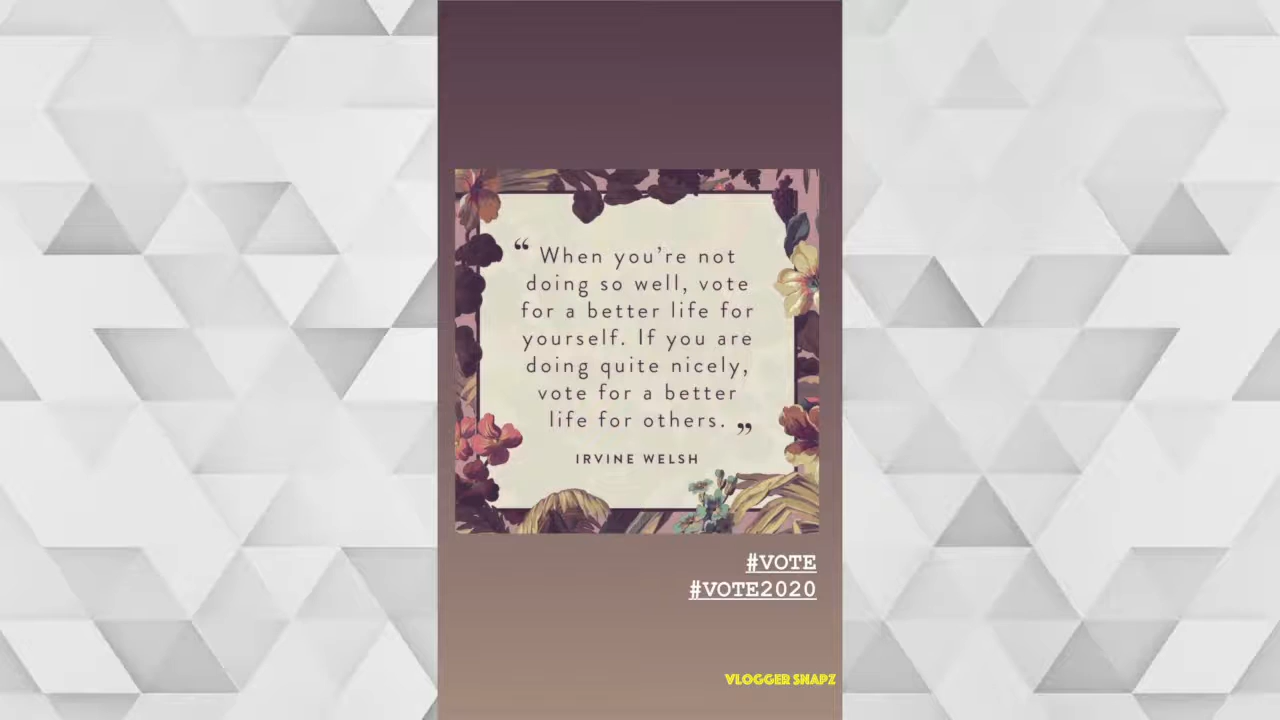 “ When you’re not
doing so well, vote
for a better life for
yourself. If you are
doing quite nicely,
vote for a better
life for others. ”
IRVINE WELSH
#VOTE
#VOTE2020
VLOGGER SNAPZ